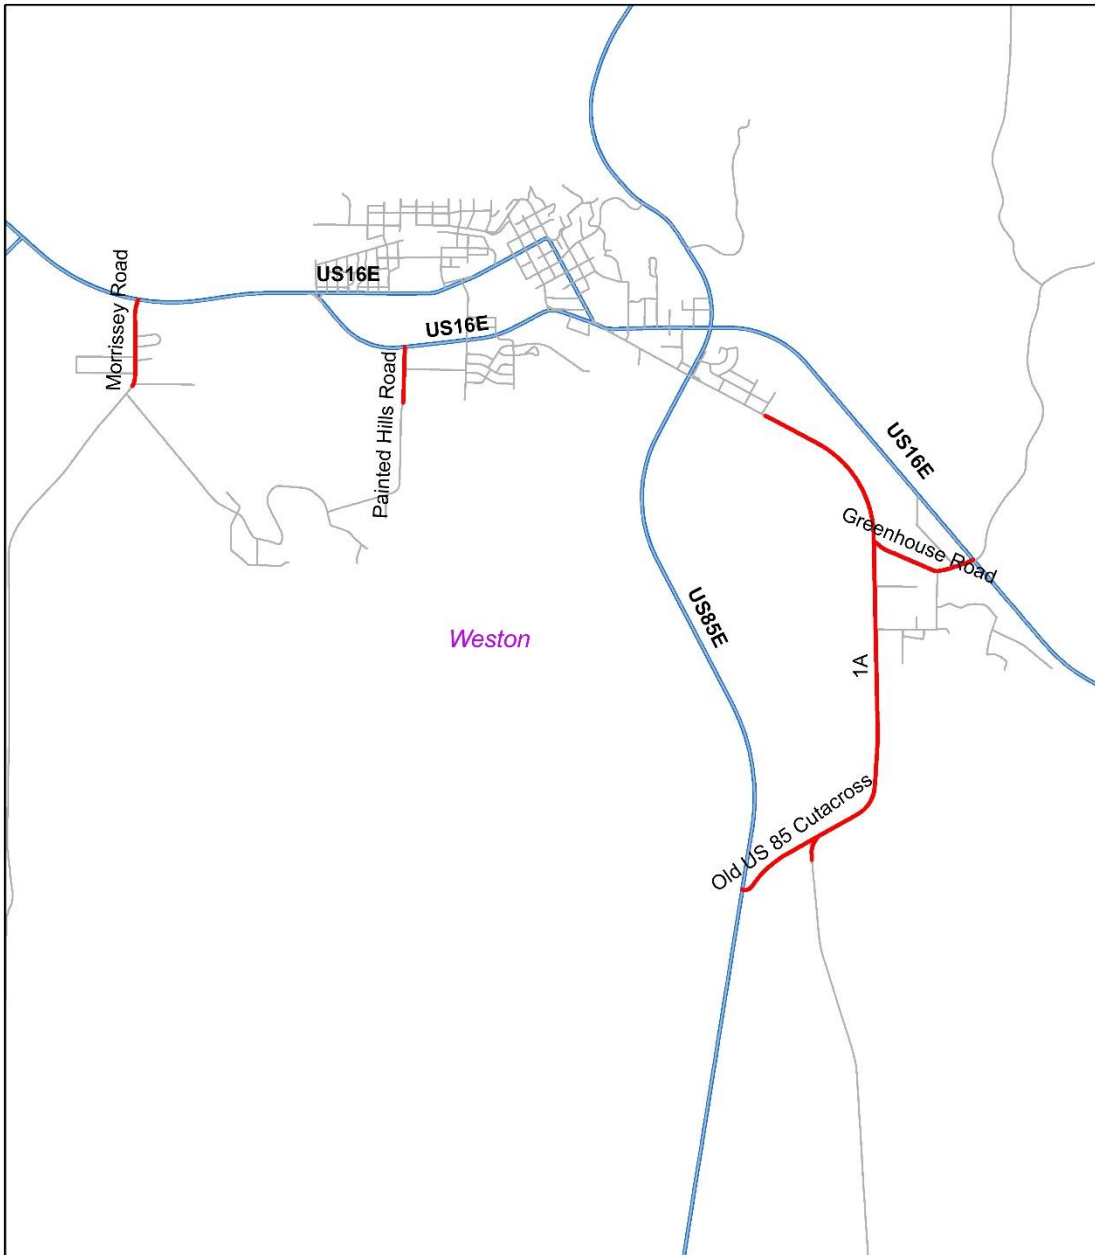 Morrissey Road
US16E
US16E
Painted Hills Road
US16E
Greenhouse Road
US85E
Weston
1A
Old US 85 Cutacross